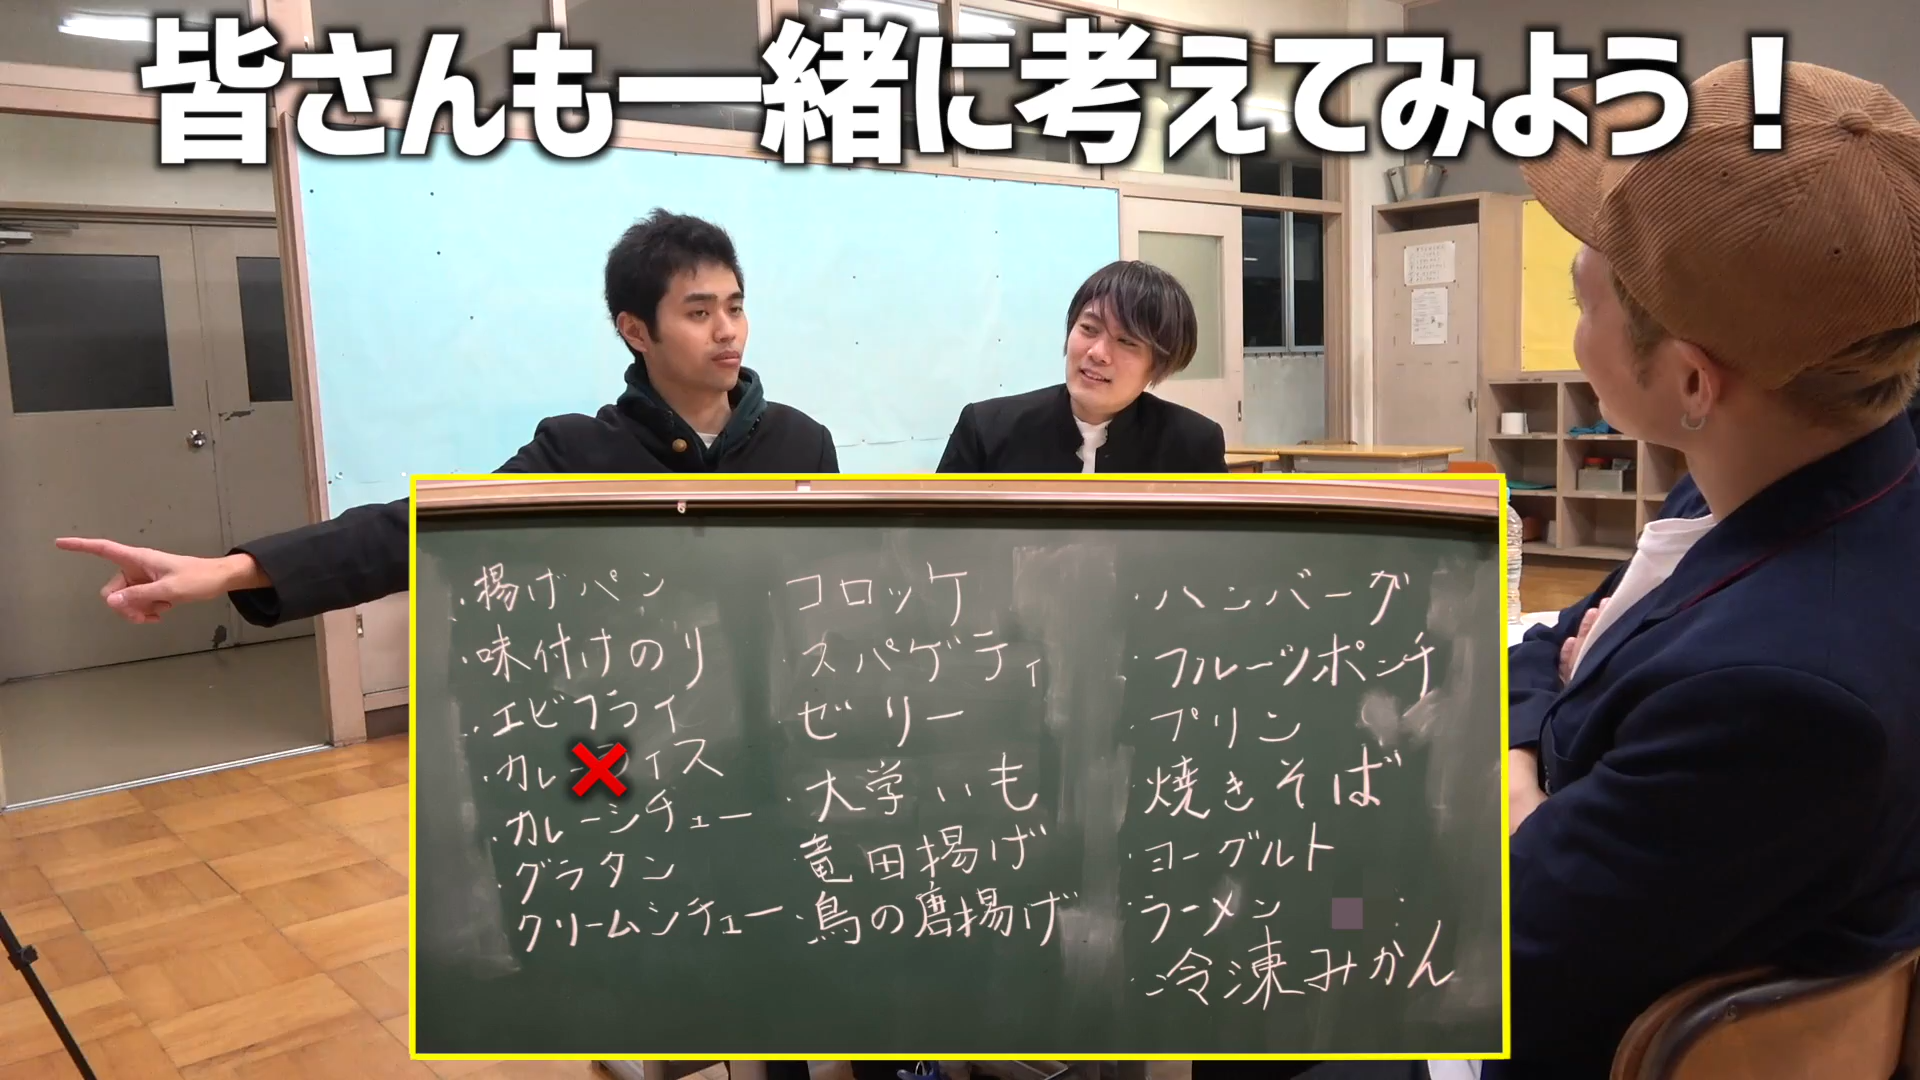 皆さんも一緒に考えてみよう！
・揚げパン
・味付けのり
・エビフライ
・カレーライス
・カレーシチュー
・グラタン
クリームシチュー
・コロッケ
・スパゲティ
ゼリー
・大学いも
・竜田揚げ
・鳥の唐揚げ
・ハンバーグ
・フルーツポンチ
・プリン
焼きそば
・ヨーグルト
・ラーメン
・冷凍みかん